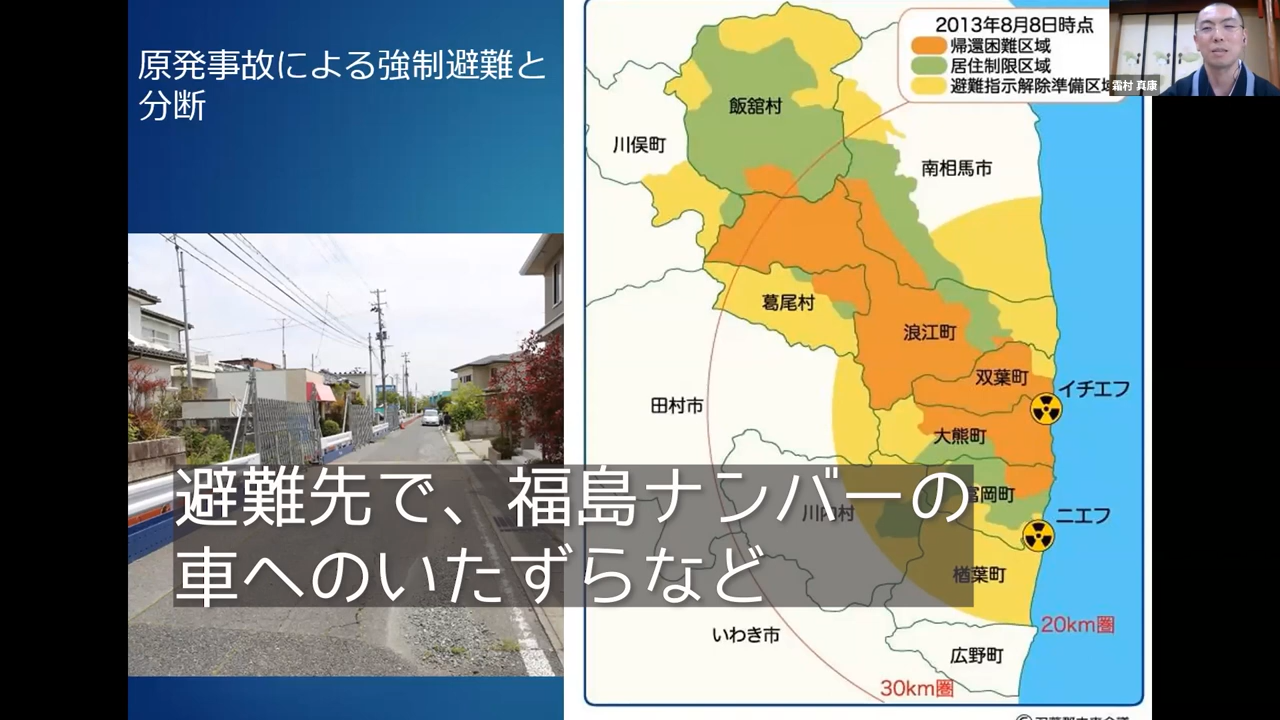 原発事故による強制避難と
分断
2013年8月8日時点
帰還困難区域
居住制限区域
避難指示解除準備区域
霜村 真康
飯舘村
川俣町
南相馬市
葛尾村
浪江町
双葉町
イチエフ
田村市
大熊町
富岡町
川内村
ニエフ
楢葉町
20km圏
いわき市
広野町
30km圏
避難先で、福島ナンバーの
車へのいたずらなど